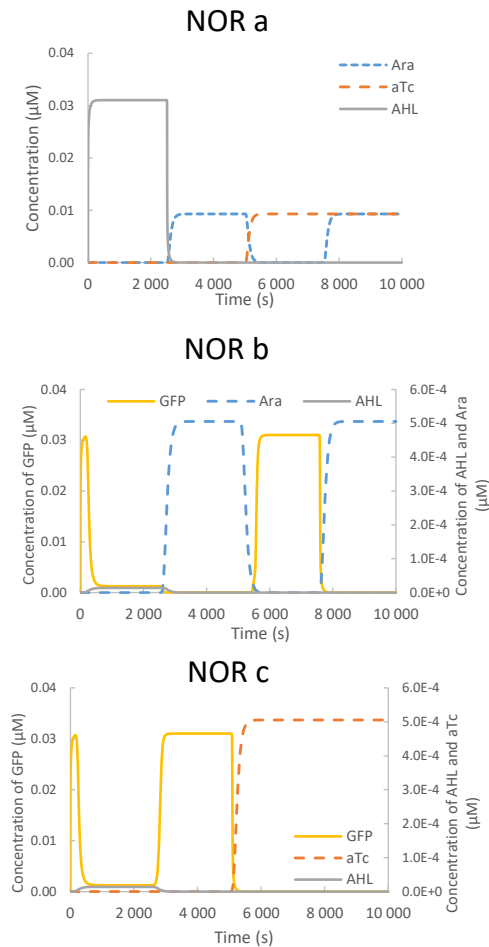 NOR a
Concentration (µM)
0.04
0.03
0.02
0.01
0.00
Ara
aTc
AHL
0
2 000
4 000
6 000
8 000
10 000
Time (s)
NOR b
Concentration of GFP (µM)
0.04
0.03
0.02
0.01
0.00
GFP
Ara
AHL
6.0E-4
5.0E-4
4.0E-4
3.0E-4
2.0E-4
1.0E-4
0.0E+0
Concentration of AHL and Ara
(µM)
0
2 000
4 000
6 000
8 000
10 000
Time (s)
NOR c
Concentration of GFP (µM)
0.04
0.03
0.02
0.01
0.00
GFP
aTc
AHL
6.0E-4
5.0E-4
4.0E-4
3.0E-4
2.0E-4
1.0E-4
0.0E+0
Concentration of AHL and aTc
(µM)
0
2 000
4 000
6 000
8 000
10 000
Time (s)